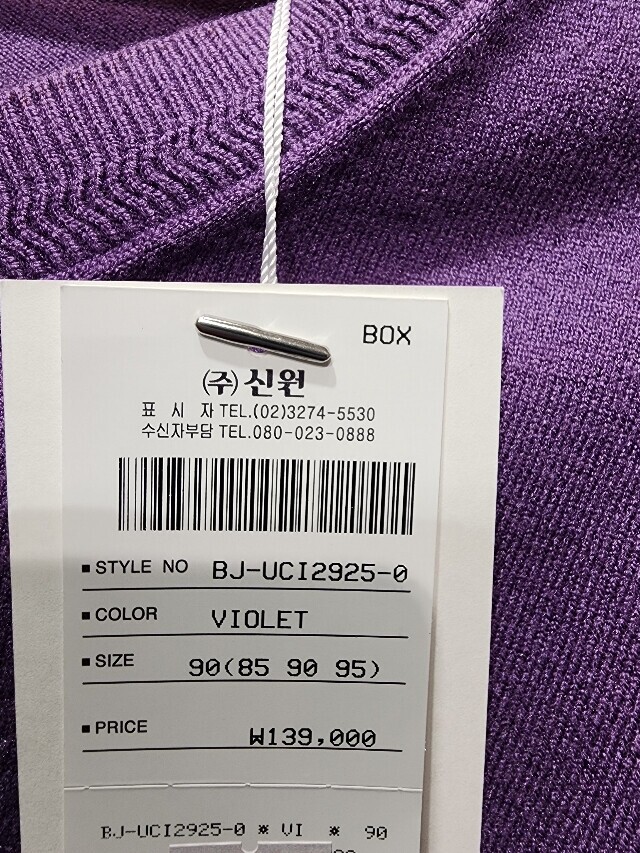 BOX
(주)신원
표 시 자 TEL.(02)3274-5530
수신자부담 TEL.080-023-0888
■ STYLE NO BJ-UCI2925-0
■ COLOR VIOLET
■ SIZE 90(85 90 95)
■ PRICE ₩139,000
BJ-UCI2925-0 * VI * 90